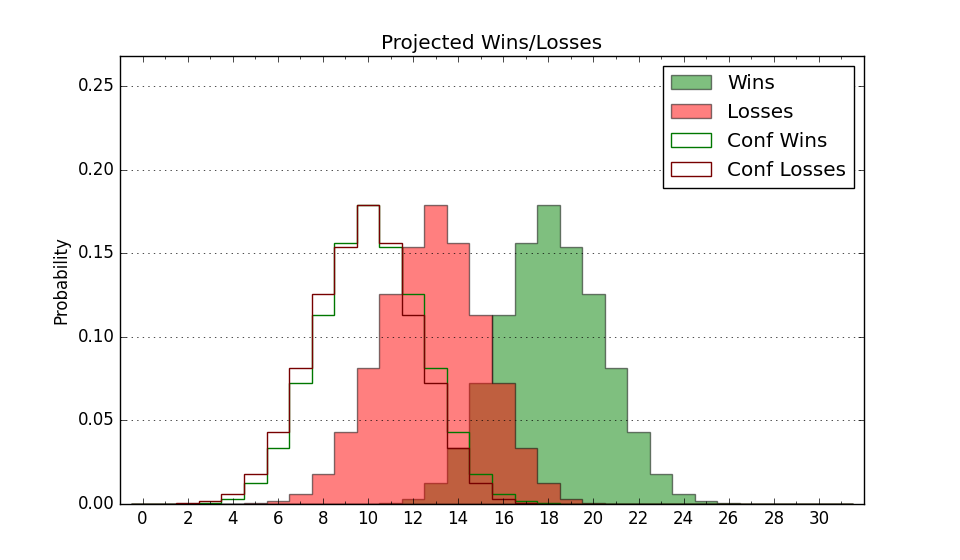 Projected Wins/Losses
Wins
Losses
Conf Wins
Conf Losses
Probability
0.25
0.20
0.15
0.10
0.05
0.00
0 2 4 6 8 10 12 14 16 18 20 22 24 26 28 30